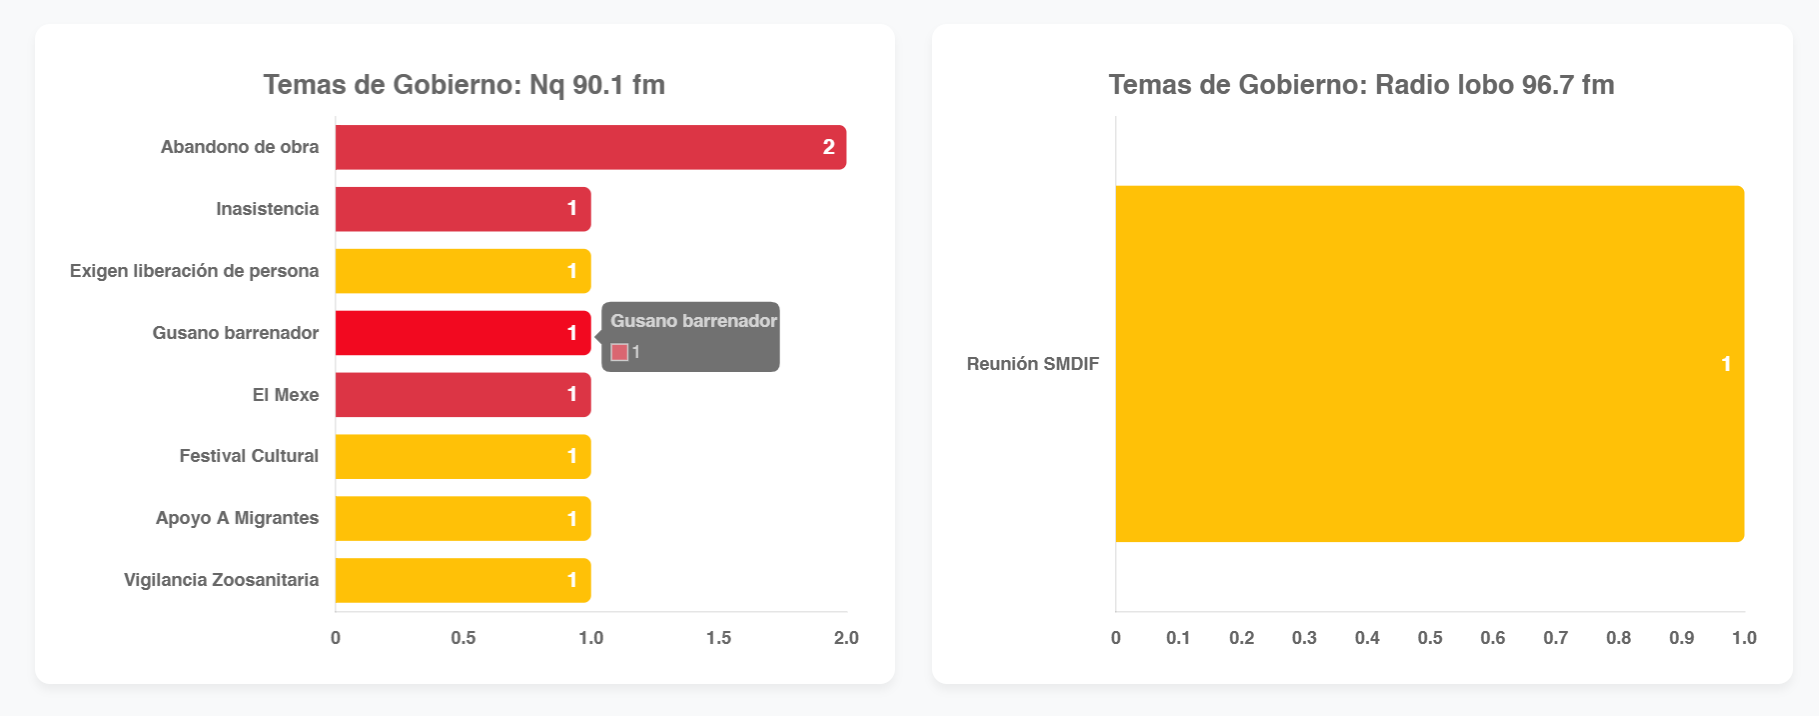 Temas de Gobierno: Nq 90.1 fm
Abandono de obra 2
Inasistencia 1
Exigen liberación de persona 1
Gusano barrenador 1
Gusano barrenador
1
El Mexe 1
Festival Cultural 1
Apoyo A Migrantes 1
Vigilancia Zoosanitaria 1
0 0.5 1.0 1.5 2.0
Temas de Gobierno: Radio lobo 96.7 fm
Reunión SMDIF 1
0 0.1 0.2 0.3 0.4 0.5 0.6 0.7 0.8 0.9 1.0